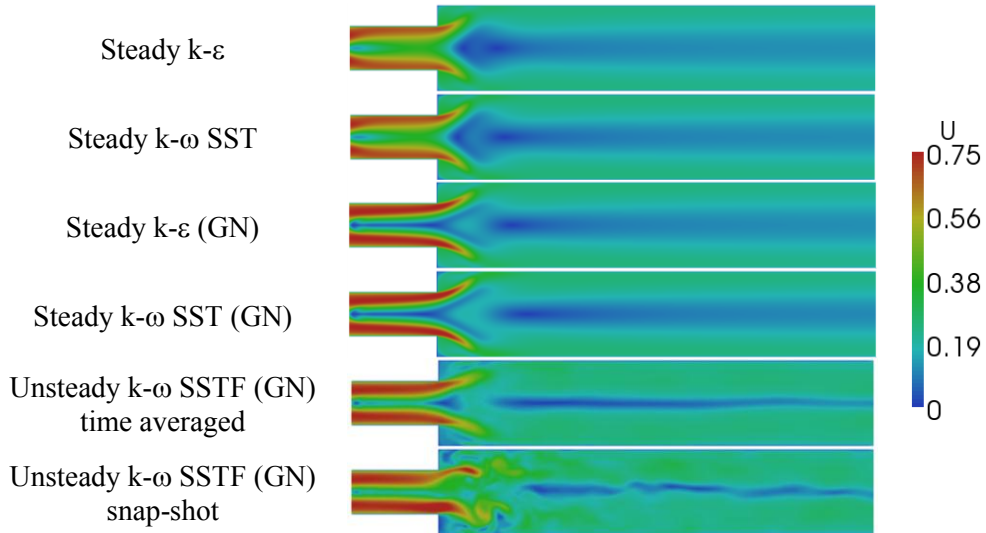 Steady k-ε
Steady k-ω SST
Steady k-ε (GN)
Steady k-ω SST (GN)
Unsteady k-ω SSTF (GN)
time averaged
Unsteady k-ω SSTF (GN)
snap-shot
U
0.75
0.56
0.38
0.19
0